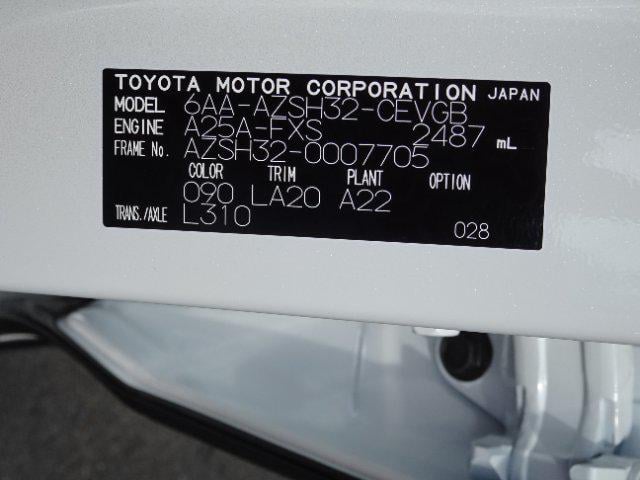 TOYOTA MOTOR CORPORATION JAPAN
MODEL 6AA-AZSH32-CEVGB
ENGINE A25A-FXS 2487 mL
FRAME No. AZSH32-0007705
COLOR TRIM PLANT OPTION
090 LA20 A22
TRANS./AXLE L310 028